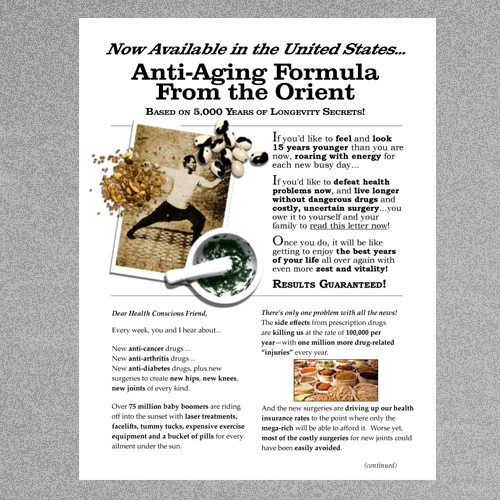 Now Available in the United States...
Anti-Aging Formula
From the Orient
Based on 5,000 Years of Longevity Secrets!
If you'd like to feel and look
15 years younger than you are
now, roaring with energy for
each new busy day...
If you'd like to defeat health
problems now, and live longer
without dangerous drugs and
costly, uncertain surgery...you
owe it to yourself and your
family to read this letter now!
Once you do, it will be like
getting to enjoy the best years
of your life all over again with
even more zest and vitality!
Results Guaranteed!
Dear Health Conscious Friend,
Every week, you and I hear about...
New anti-cancer drugs ...
New anti-arthritis drugs ...
New anti-diabetes drugs, plus new
surgeries to create new hips, new knees,
new joints of every kind.
Over 75 million baby boomers are riding
off into the sunset with laser treatments,
facelifts, tummy tucks, expensive exercise
equipment and a bucket of pills for every
ailment under the sun.
There's only one problem with all the news!
The side effects from prescription drugs
are killing us at the rate of 100,000 per
year—with one million more drug-related
"injuries" every year.
And the new surgeries are driving up our health
insurance rates to the point where only the
mega-rich will be able to afford it. Worse yet,
most of the costly surgeries for new joints could
have been easily avoided.
(continued)